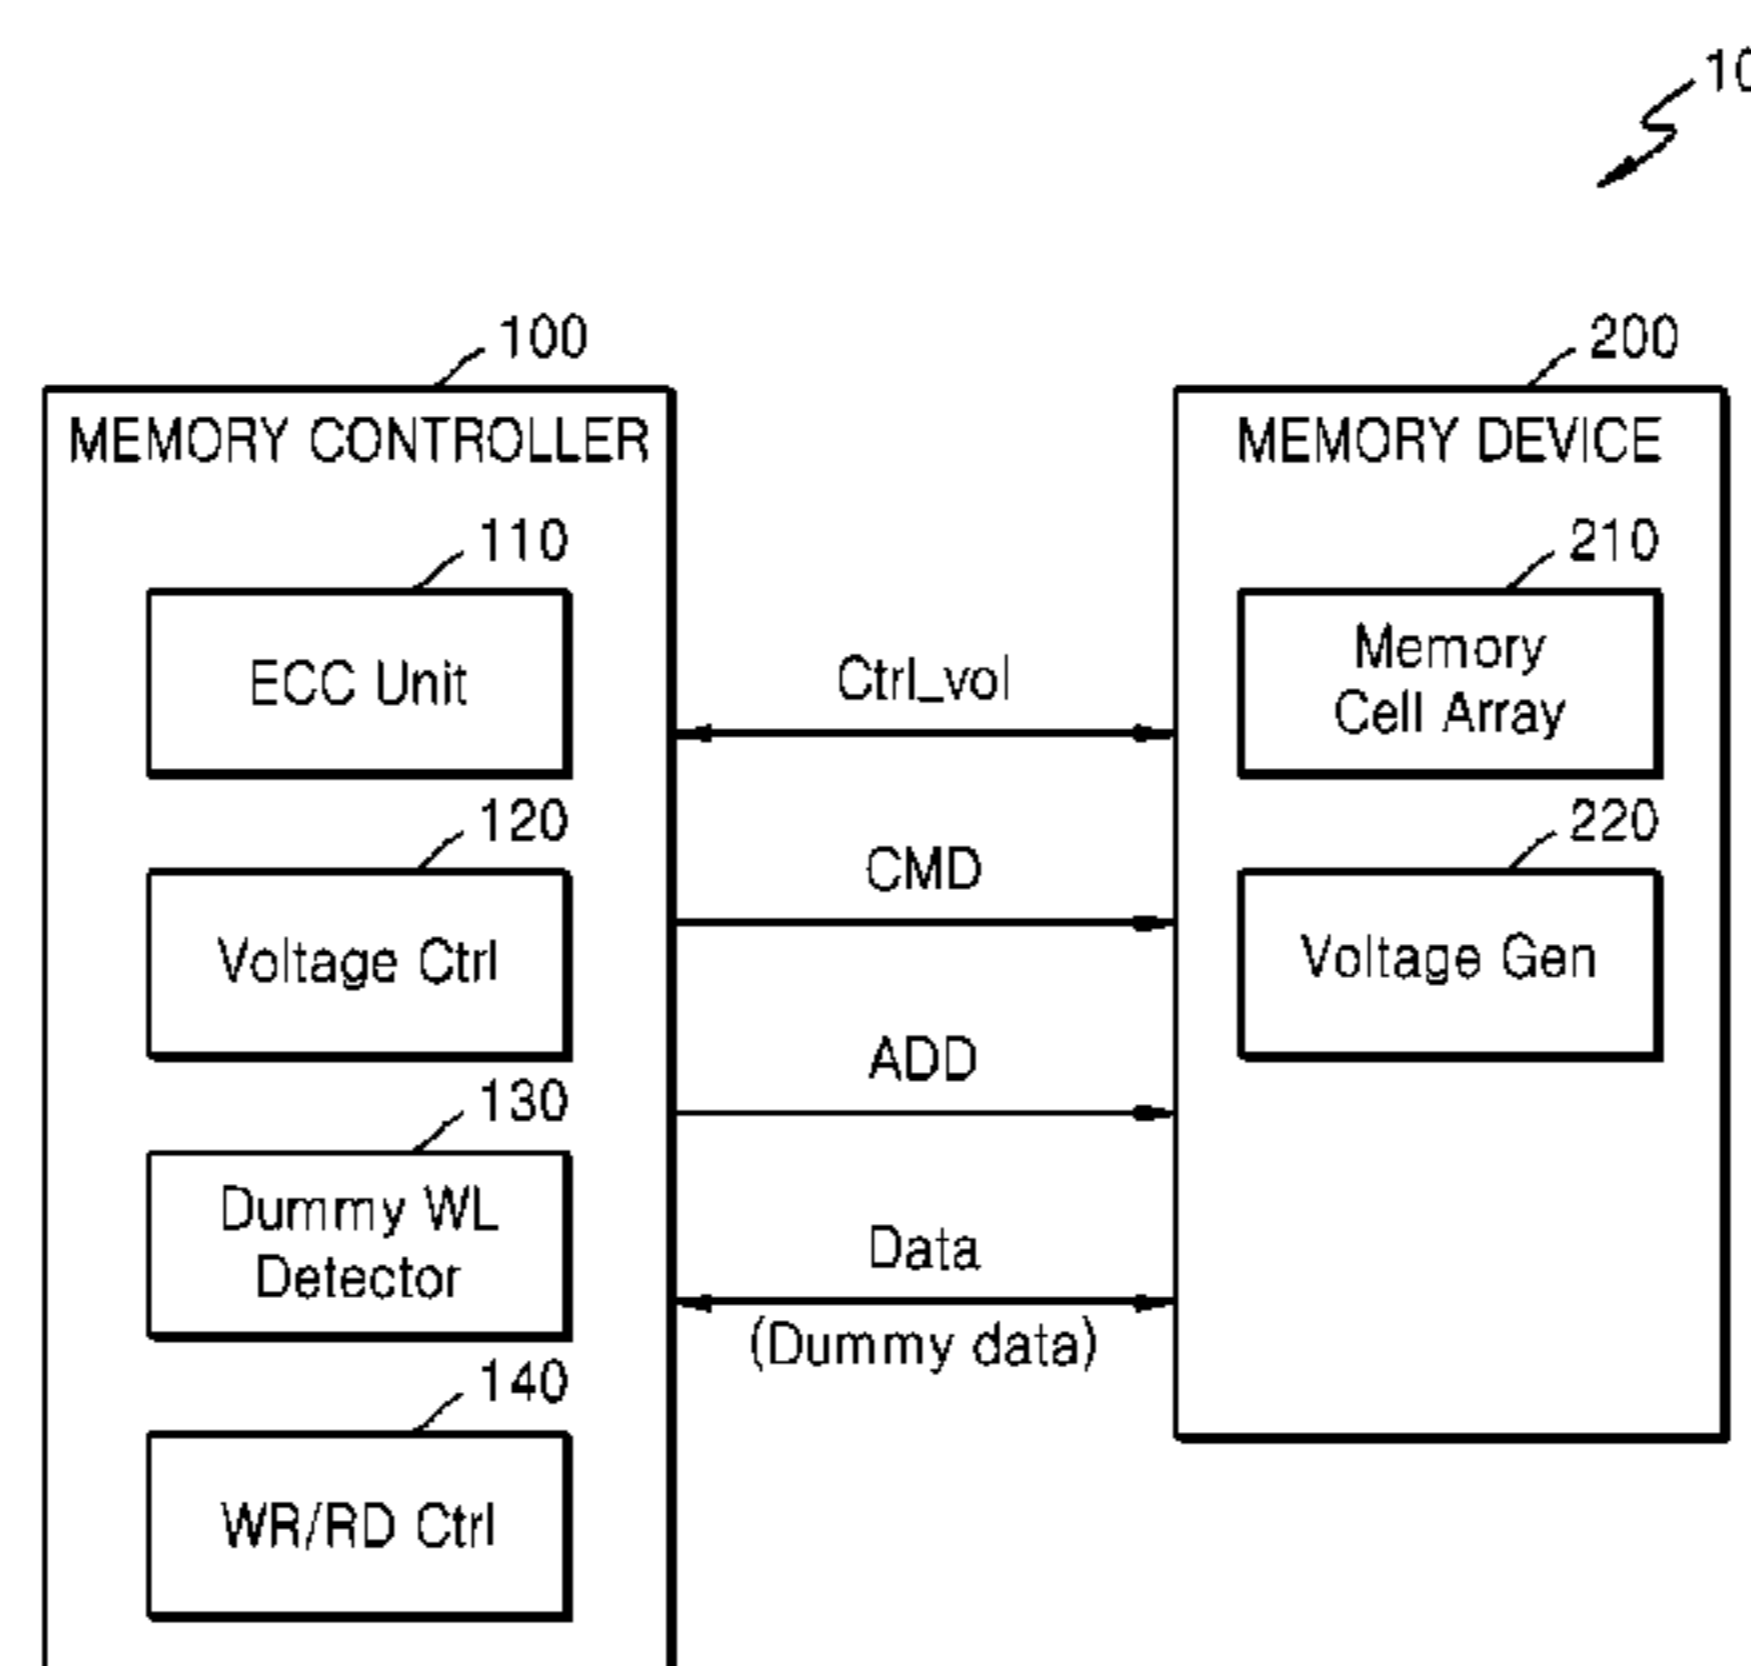 10
100
200
MEMORY CONTROLLER
MEMORY DEVICE
110
210
ECC Unit
Ctrl_vol
Memory
Cell Array
120
220
Voltage Ctrl
CMD
Voltage Gen
130
ADD
Dummy WL
Detector
Data
(Dummy data)
140
WR/RD Ctrl